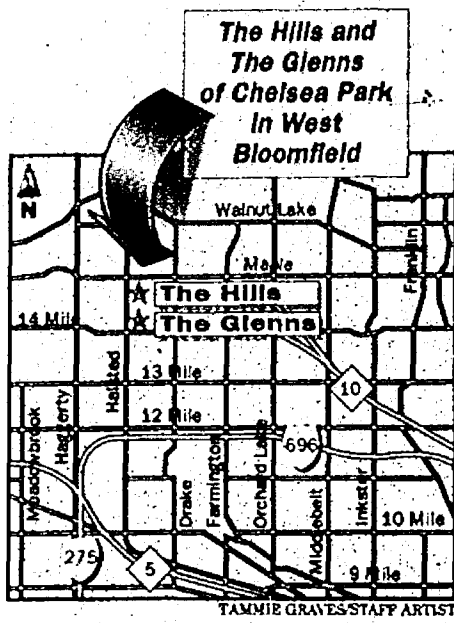 The Hills and
The Glenns
of Chelsea Park
in West
Bloomfield
N
Walnut Lake
Maple
Franklin
The Hills
14 Mile
The Glenns
13 Mile
Halsted
10
12 Mile
Meadowbrook
Haggerty
696
Drake
Farmington
Orchard Lake
Middlebelt
Inkster
10 Mile
275
5
9 Mile
TAMMIE GRAVES/STAFF ARTIST